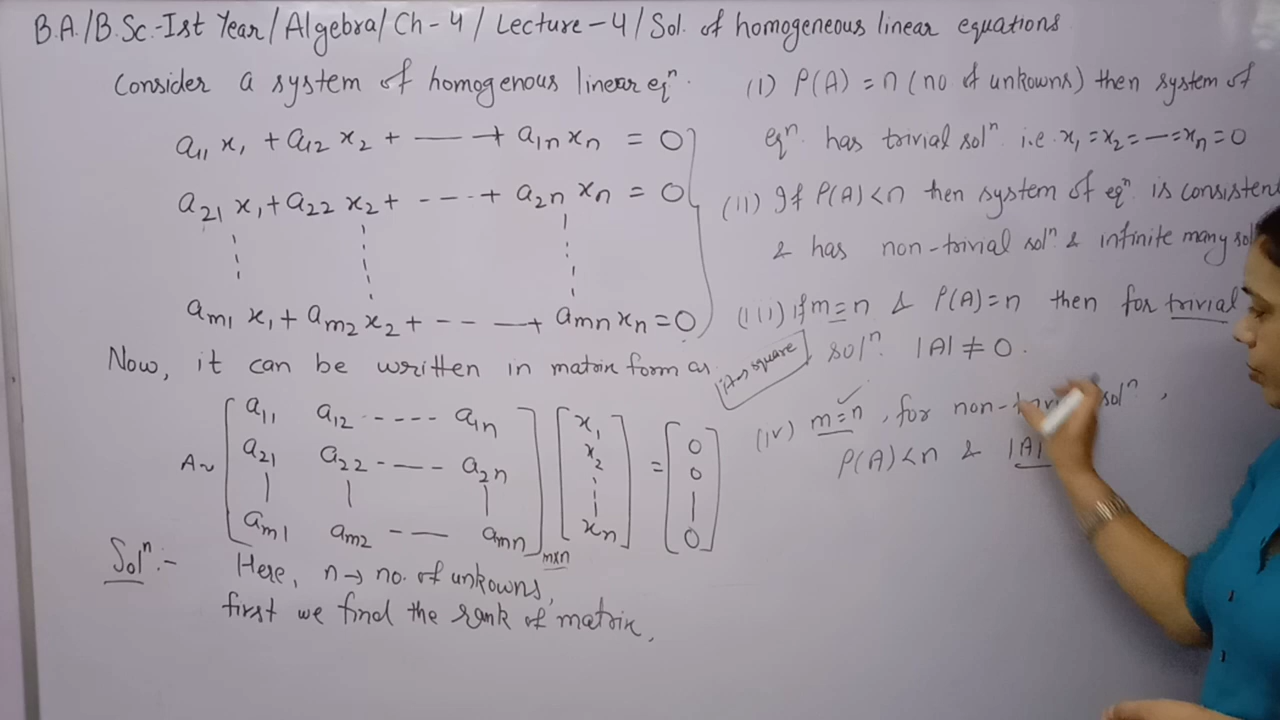 B.A./B.Sc.-Ist Year/Algebra/Ch-4/Lecture-4/Sol. of homogeneous linear equations
Consider a system of homogenous linear eqⁿ.
a₁₁ x₁ + a₁₂ x₂ + ---- + a₁ₙ xₙ = 0
a₂₁ x₁ + a₂₂ x₂ + ---- + a₂ₙ xₙ = 0
aₘ₁ x₁ + aₘ₂ x₂ + ---- + aₘₙ xₙ = 0
Now, it can be written in matrix form as
A~ [a₁₁ a₁₂ ---- a₁ₙ] [x₁] [0]
[a₂₁ a₂₂ ---- a₂ₙ] [x₂] = [0]
[aₘ₁ aₘ₂ ---- aₘₙ]ₘₓₙ [xₙ] [0]
Solⁿ:- Here, n → no. of unkowns,
first we find the rank of matrix,
(i) ρ(A) = n (no of unkowns) then system of
eqⁿ. has trivial solⁿ. i.e. x₁ = x₂ = --- = xₙ = 0
(ii) If ρ(A) < n then system of eqⁿ. is consistent
& has non-trivial solⁿ & infinite many
(iii) if m = n & ρ(A) = n then for trivial
solⁿ. |A| ≠ 0.
A → square
(iv) m = n, for non- solⁿ,
ρ(A) < n & |A|